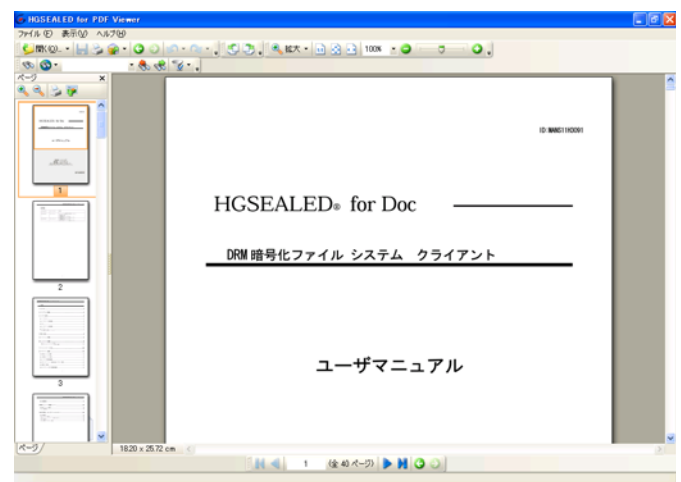 HGSEALED for PDF Viewer
ファイル(F) 表示(V) ヘルプ(H)
開く(O)...
拡大
100%
ページ
ID:NANS11H0091
HGSEALED® for Doc
DRM 暗号化ファイル システム クライアント
ユーザマニュアル
1
2
3
ページ
18.20 x 25.72 cm
1 (全 40 ページ)